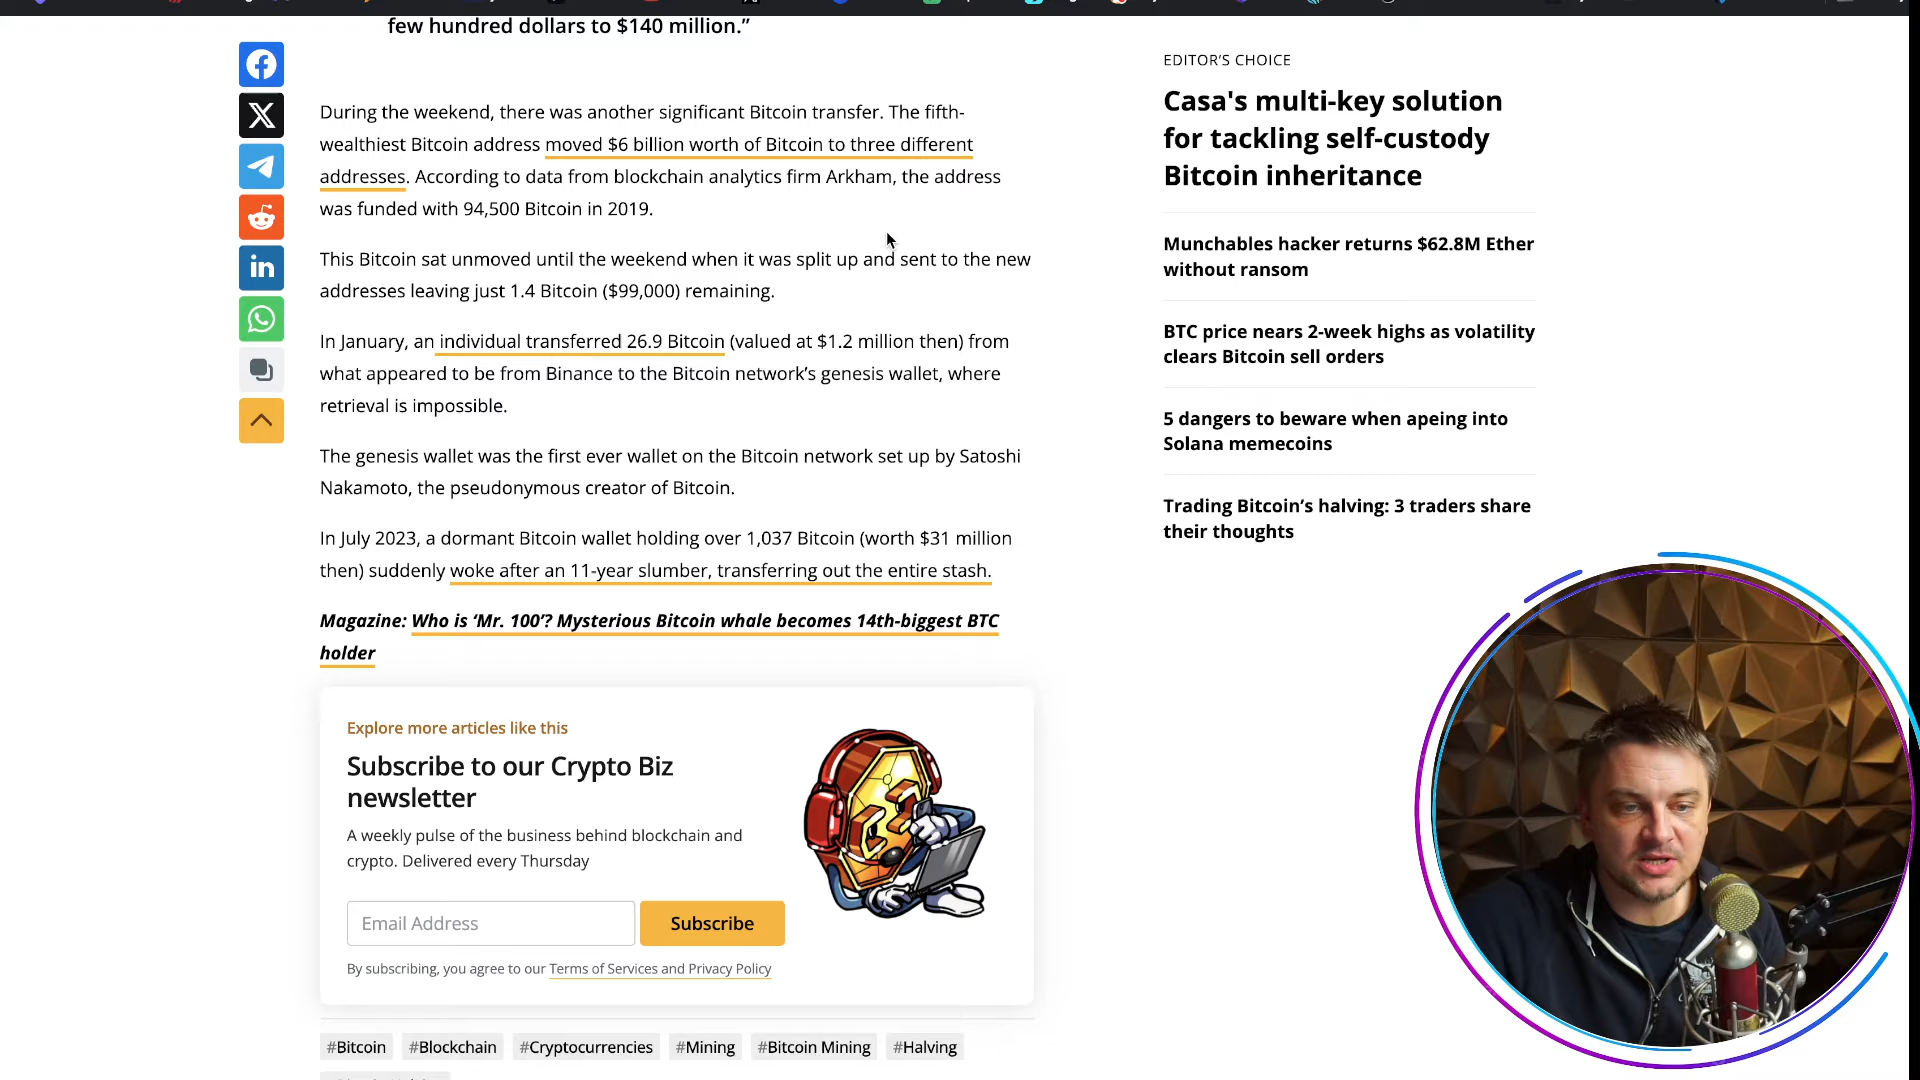 few hundred dollars to $140 million.”
During the weekend, there was another significant Bitcoin transfer. The fifth-
wealthiest Bitcoin address moved $6 billion worth of Bitcoin to three different
addresses. According to data from blockchain analytics firm Arkham, the address
was funded with 94,500 Bitcoin in 2019.
This Bitcoin sat unmoved until the weekend when it was split up and sent to the new
addresses leaving just 1.4 Bitcoin ($99,000) remaining.
In January, an individual transferred 26.9 Bitcoin (valued at $1.2 million then) from
what appeared to be from Binance to the Bitcoin network’s genesis wallet, where
retrieval is impossible.
The genesis wallet was the first ever wallet on the Bitcoin network set up by Satoshi
Nakamoto, the pseudonymous creator of Bitcoin.
In July 2023, a dormant Bitcoin wallet holding over 1,037 Bitcoin (worth $31 million
then) suddenly woke after an 11-year slumber, transferring out the entire stash.
Magazine: Who is ‘Mr. 100’? Mysterious Bitcoin whale becomes 14th-biggest BTC
holder
Explore more articles like this
Subscribe to our Crypto Biz
newsletter
A weekly pulse of the business behind blockchain and
crypto. Delivered every Thursday
Email Address
Subscribe
By subscribing, you agree to our Terms of Services and Privacy Policy
#Bitcoin #Blockchain #Cryptocurrencies #Mining #Bitcoin Mining #Halving
EDITOR’S CHOICE
Casa's multi-key solution
for tackling self-custody
Bitcoin inheritance
Munchables hacker returns $62.8M Ether
without ransom
BTC price nears 2-week highs as volatility
clears Bitcoin sell orders
5 dangers to beware when apeing into
Solana memecoins
Trading Bitcoin’s halving: 3 traders share
their thoughts